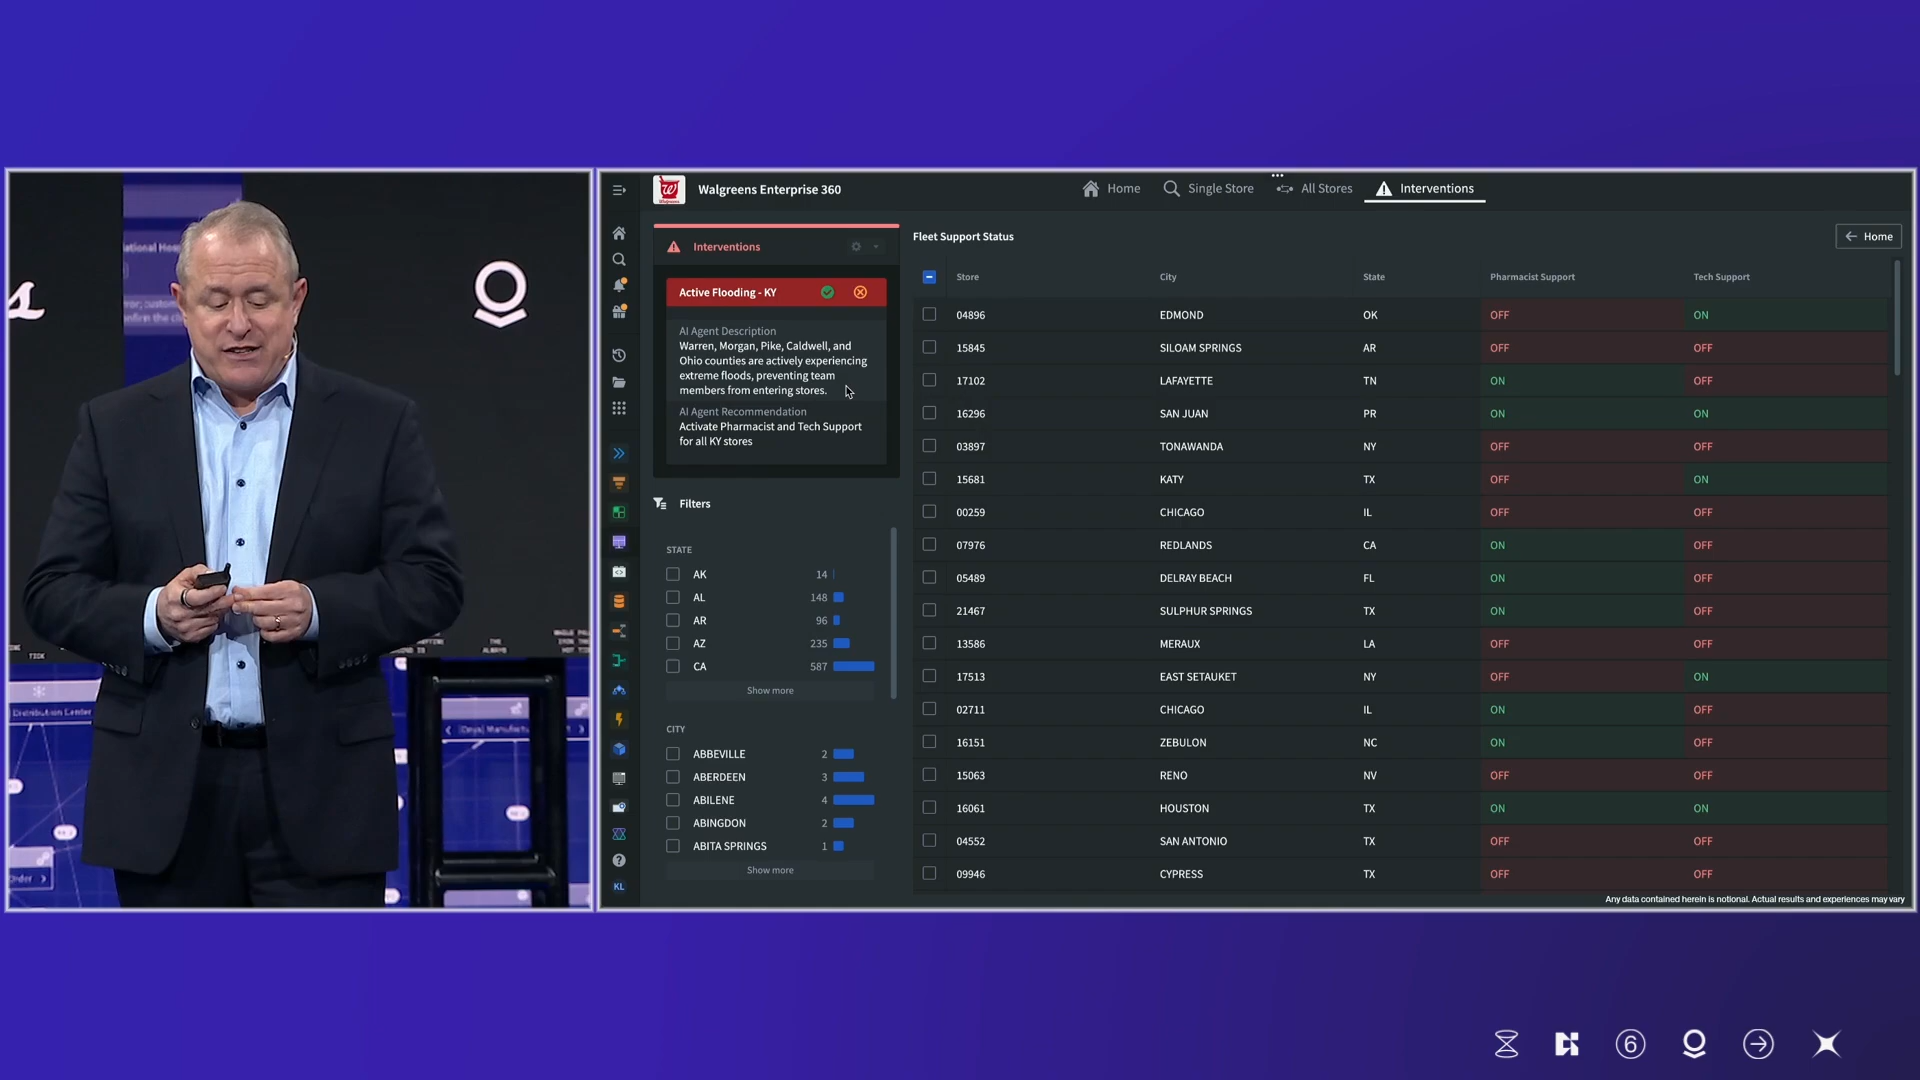 Walgreens Enterprise 360
Home
Single Store
All Stores
Interventions
Interventions
Active Flooding - KY
AI Agent Description
Warren, Morgan, Pike, Caldwell, and
Ohio counties are actively experiencing
extreme floods, preventing team
members from entering stores.
AI Agent Recommendation
Activate Pharmacist and Tech Support
for all KY stores
Filters
STATE
AK 14
AL 148
AR 96
AZ 235
CA 587
Show more
CITY
ABBEVILLE 2
ABERDEEN 3
ABILENE 4
ABINGDON 2
ABITA SPRINGS 1
Show more
KL
Fleet Support Status
Home
Store City State Pharmacist Support Tech Support
04896 EDMOND OK OFF ON
15845 SILOAM SPRINGS AR OFF OFF
17102 LAFAYETTE TN ON OFF
16296 SAN JUAN PR ON ON
03897 TONAWANDA NY OFF OFF
15681 KATY TX OFF ON
00259 CHICAGO IL OFF OFF
07976 REDLANDS CA ON OFF
05489 DELRAY BEACH FL ON OFF
21467 SULPHUR SPRINGS TX ON OFF
13586 MERAUX LA OFF OFF
17513 EAST SETAUKET NY OFF ON
02711 CHICAGO IL ON OFF
16151 ZEBULON NC ON OFF
15063 RENO NV OFF OFF
16061 HOUSTON TX ON ON
04552 SAN ANTONIO TX OFF OFF
09946 CYPRESS TX OFF OFF
Any data contained herein is notional. Actual results and experiences may vary
Distribution Center
TIDE
THE
ALWAYS
6